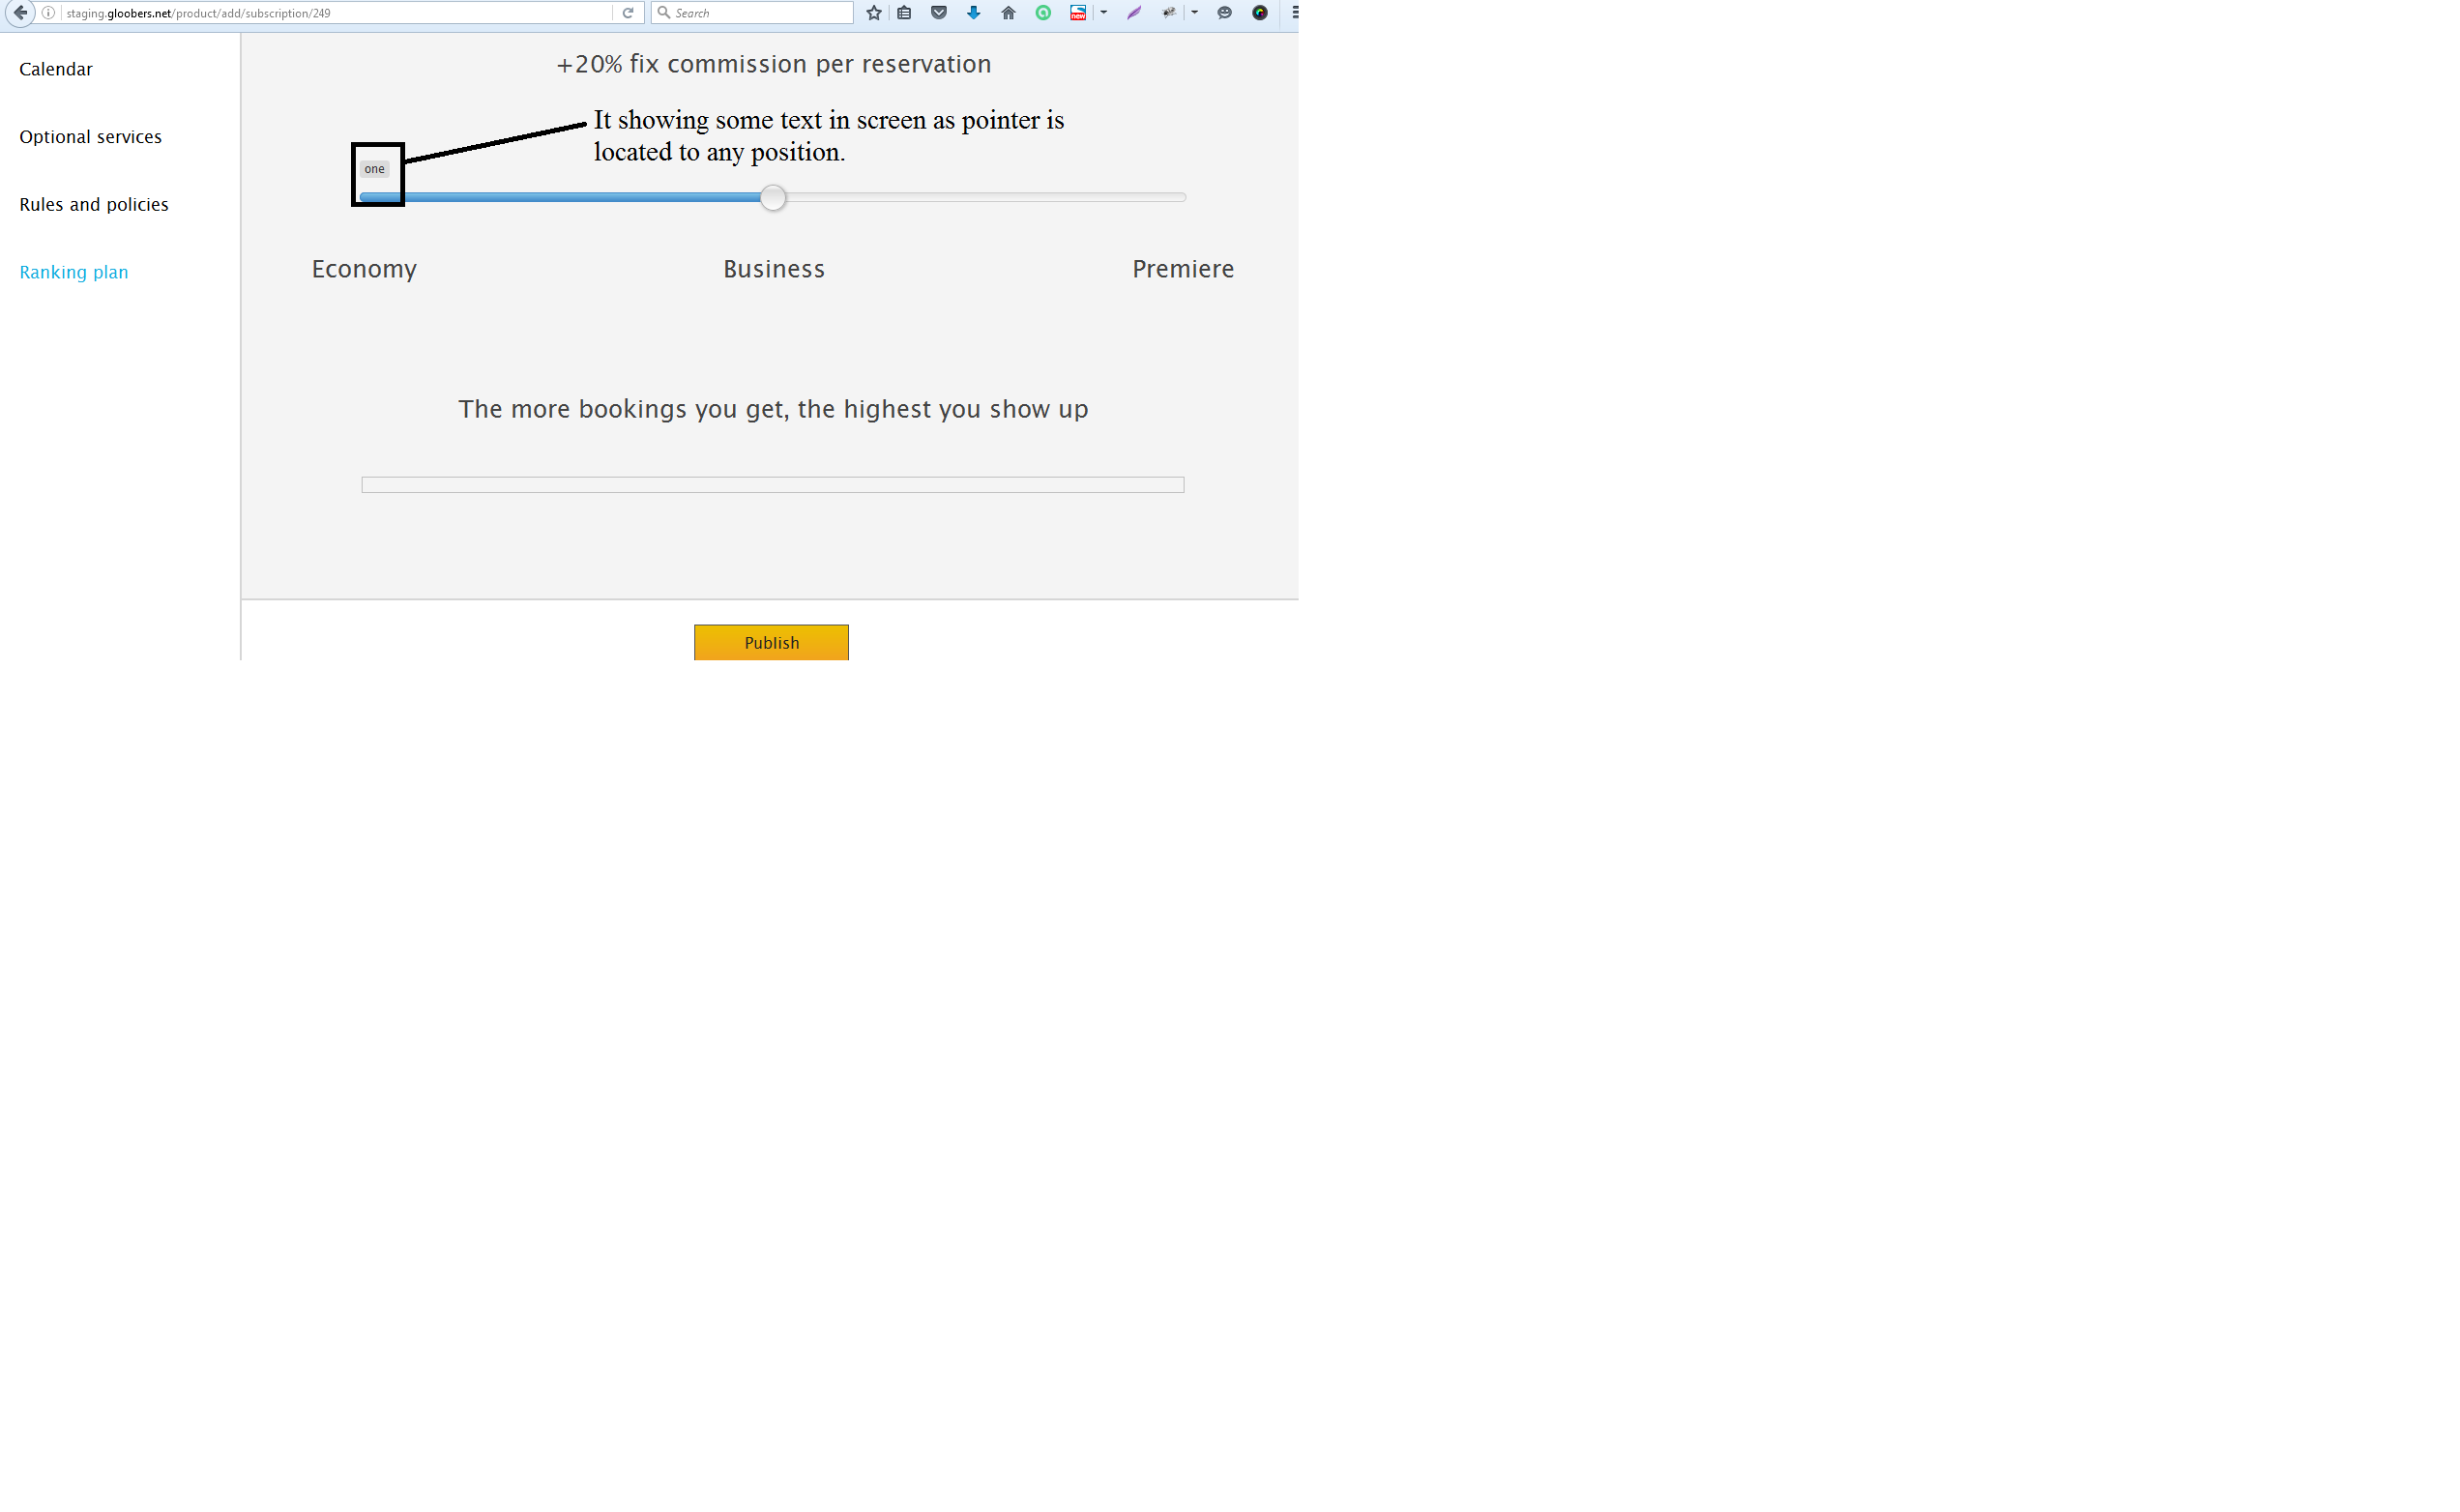 staging.gloobers.net/product/add/subscription/249
Search
new
Calendar
Optional services
Rules and policies
Ranking plan
+20% fix commission per reservation
It showing some text in screen as pointer is
located to any position.
one
Economy
Business
Premiere
The more bookings you get, the highest you show up
Publish